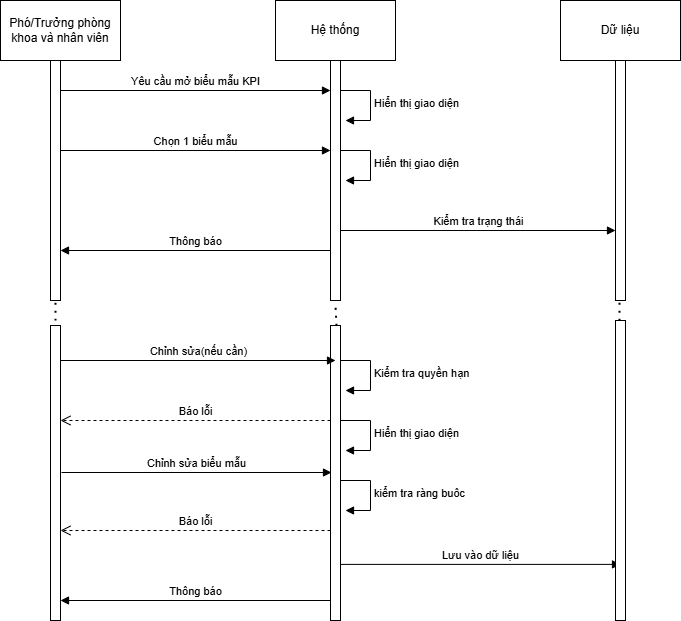 Phó/Trưởng phòng
khoa và nhân viên
Hệ thống
Dữ liệu
Yêu cầu mở biểu mẫu KPI
Hiển thị giao diện
Chọn 1 biểu mẫu
Hiển thị giao diện
Kiểm tra trạng thái
Thông báo
Chỉnh sửa(nếu cần)
Kiểm tra quyền hạn
Báo lỗi
Hiển thị giao diện
Chỉnh sửa biểu mẫu
kiểm tra ràng buôc
Báo lỗi
Lưu vào dữ liệu
Thông báo